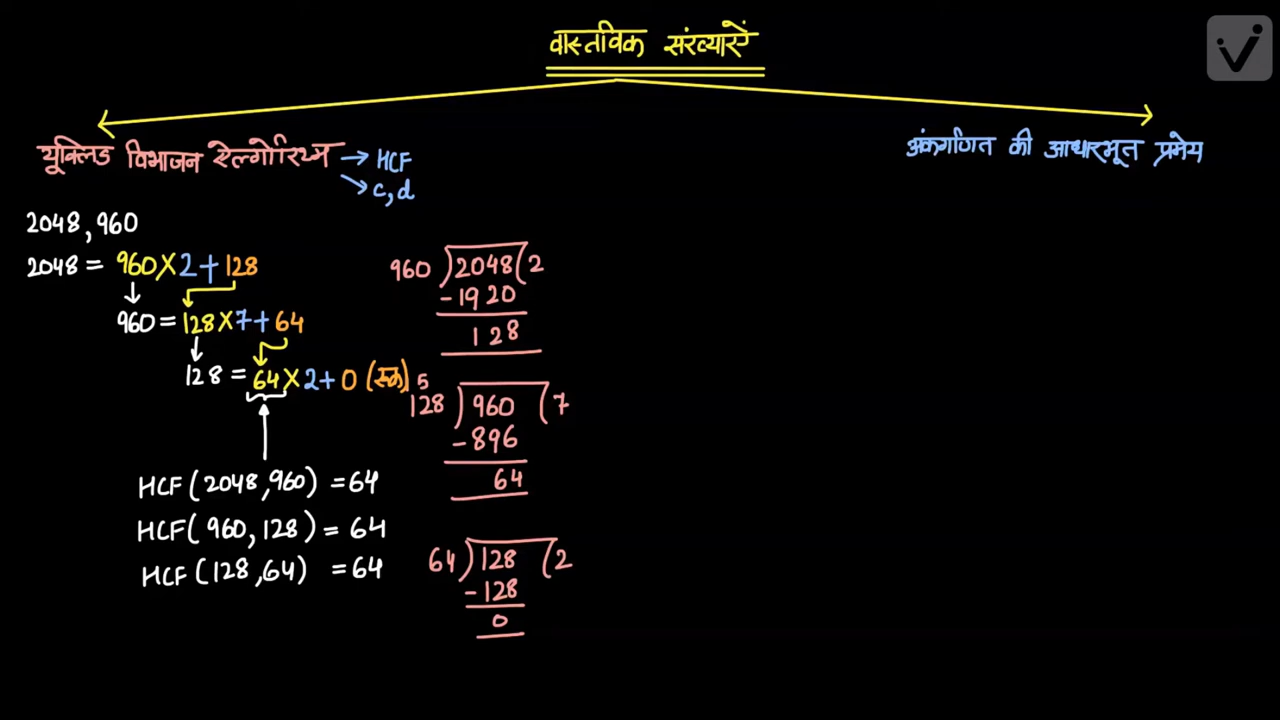 वास्तविक संख्याऐं
यूक्लिड विभाजन ऐल्गोरिथ्म → HCF
→ c, d
अंकगणित की आधारभूत प्रमेय
2048, 960
2048 = 960 × 2 + 128
960 = 128 × 7 + 64
128 = 64 × 2 + 0 (रुक)
HCF (2048, 960) = 64
HCF (960, 128) = 64
HCF (128, 64) = 64
960 ) 2048 ( 2
- 1920
128
5
128 ) 960 ( 7
- 896
64
64 ) 128 ( 2
- 128
0